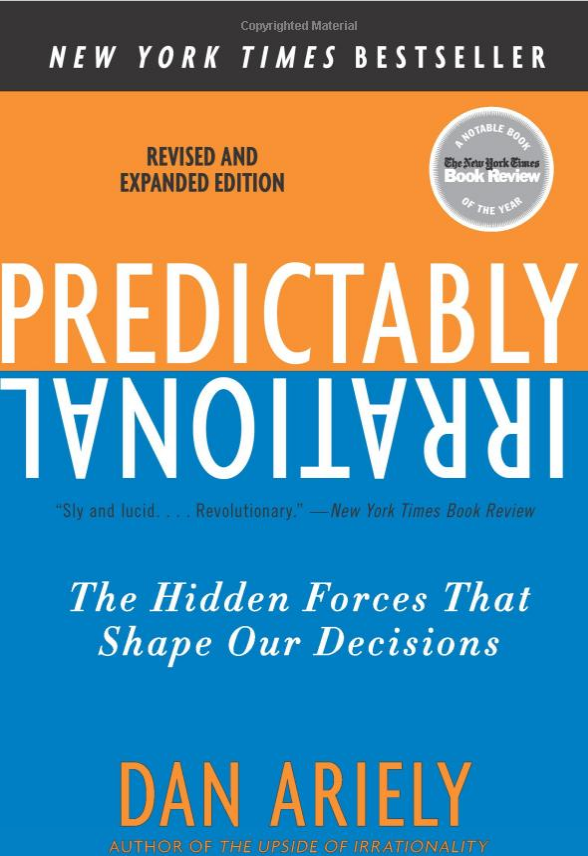 Copyrighted Material
NEW YORK TIMES BESTSELLER
REVISED AND
EXPANDED EDITION
A NOTABLE BOOK
The New York Times
Book Review
OF THE YEAR
PREDICTABLY
IRRATIONAL
“Sly and lucid. . . . Revolutionary.” —New York Times Book Review
The Hidden Forces That
Shape Our Decisions
DAN ARIELY
AUTHOR OF THE UPSIDE OF IRRATIONALITY